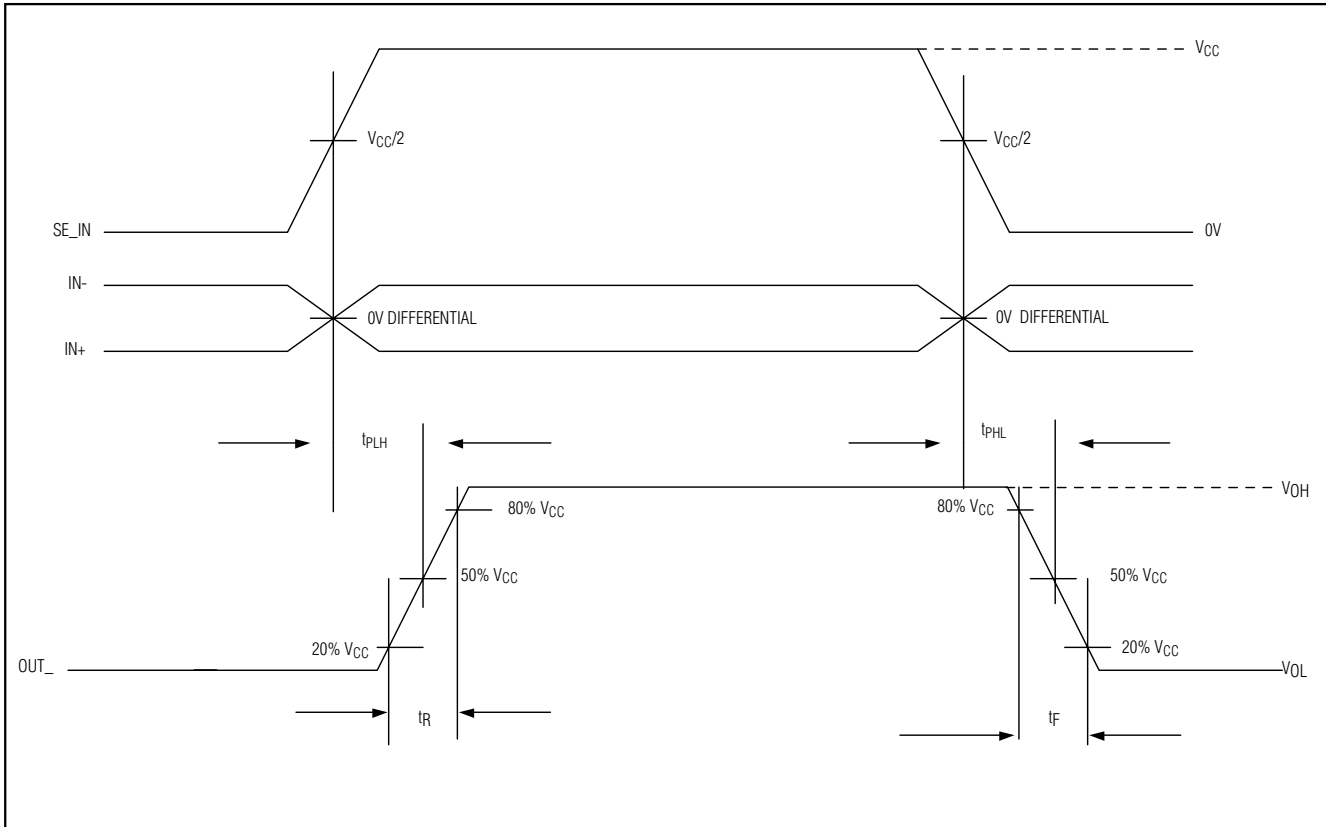 VCC
VCC/2
VCC/2
SE_IN
0V
IN-
0V DIFFERENTIAL
0V DIFFERENTIAL
IN+
tPLH
tPHL
VOH
80% VCC
80% VCC
50% VCC
50% VCC
20% VCC
20% VCC
OUT_
VOL
tR
tF